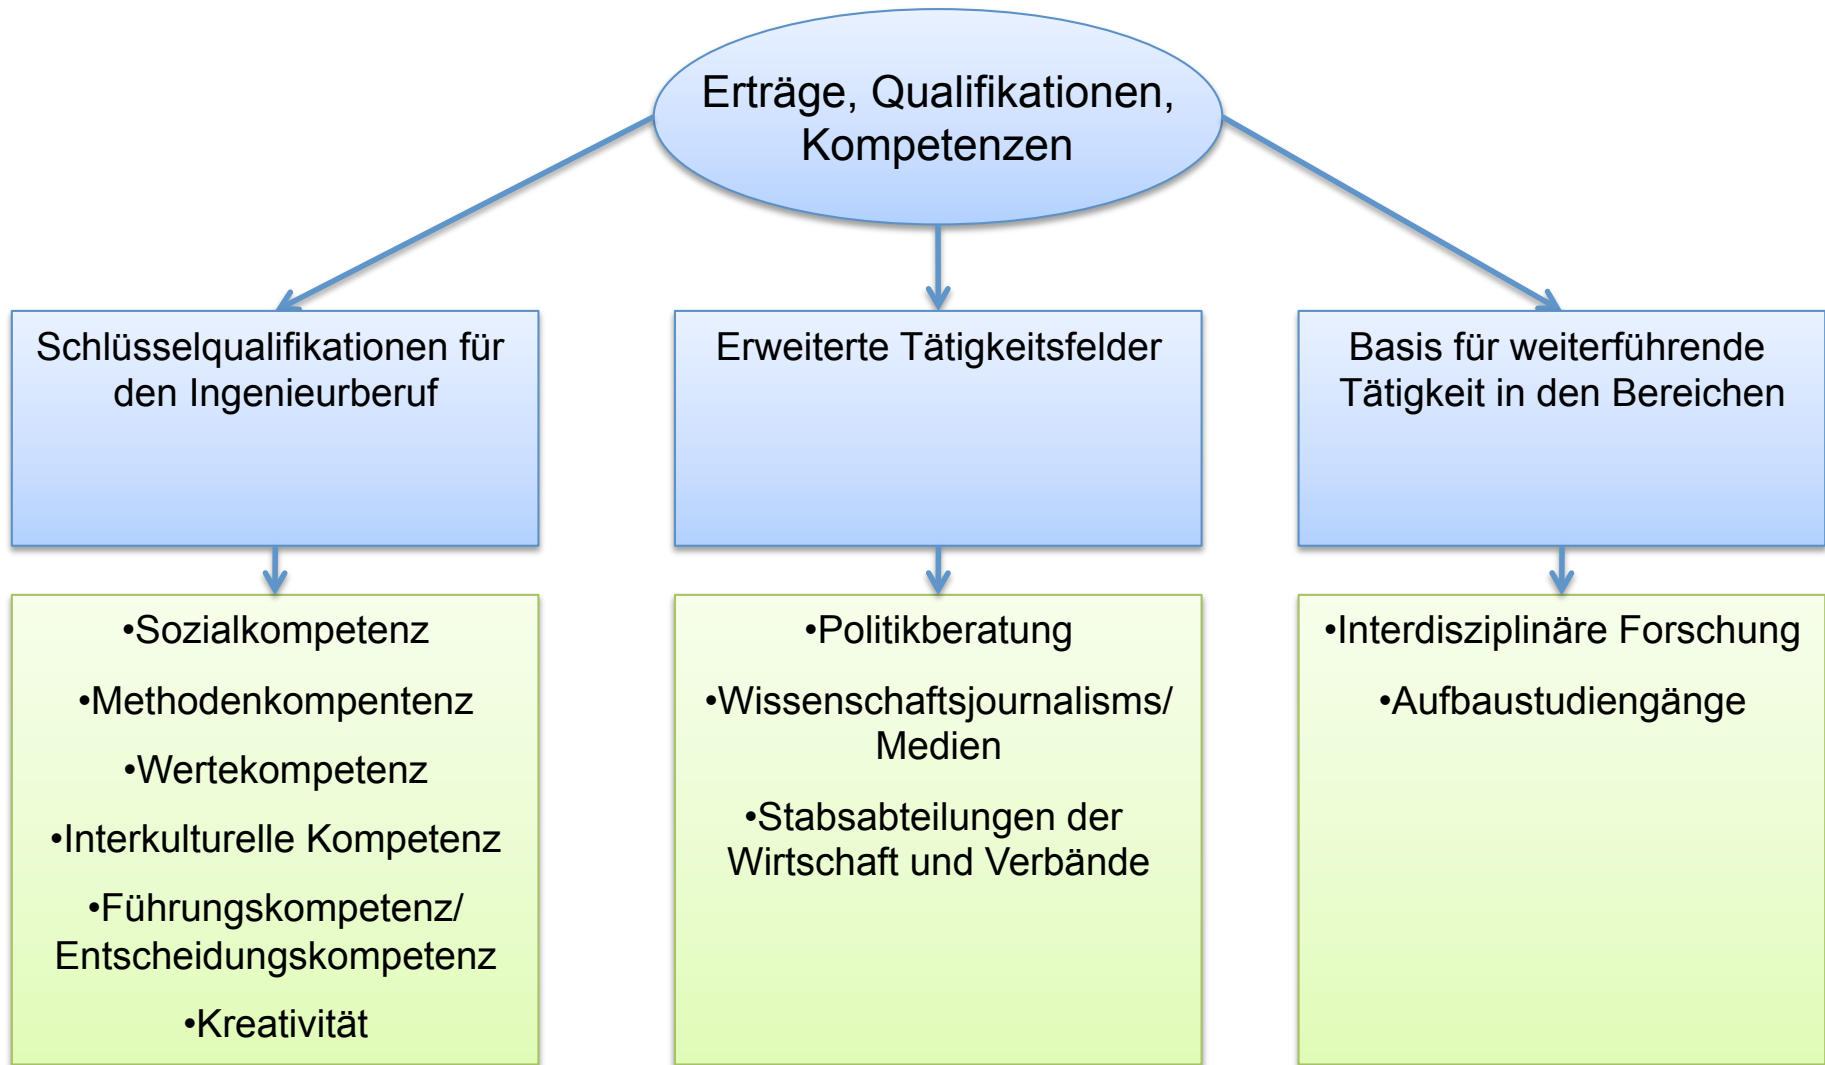 Erträge, Qualifikationen,
Kompetenzen
Schlüsselqualifikationen für
den Ingenieurberuf
Erweiterte Tätigkeitsfelder
Basis für weiterführende
Tätigkeit in den Bereichen
•Sozialkompetenz
•Methodenkompentenz
•Wertekompetenz
•Interkulturelle Kompetenz
•Führungskompetenz/
Entscheidungskompetenz
•Kreativität
•Politikberatung
•Wissenschaftsjournalisms/
Medien
•Stabsabteilungen der
Wirtschaft und Verbände
•Interdisziplinäre Forschung
•Aufbaustudiengänge